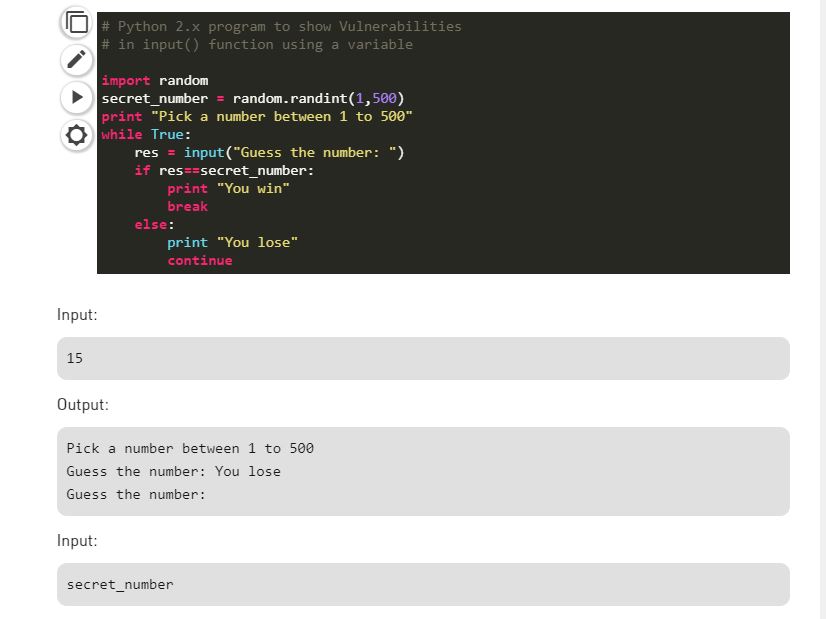 # Python 2.x program to show Vulnerabilities
# in input() function using a variable
import random
secret_number = random.randint(1,500)
print "Pick a number between 1 to 500"
while True:
    res = input("Guess the number: ")
    if res==secret_number:
        print "You win"
        break
    else:
        print "You lose"
        continue
Input:
15
Output:
Pick a number between 1 to 500
Guess the number: You lose
Guess the number:
Input:
secret_number